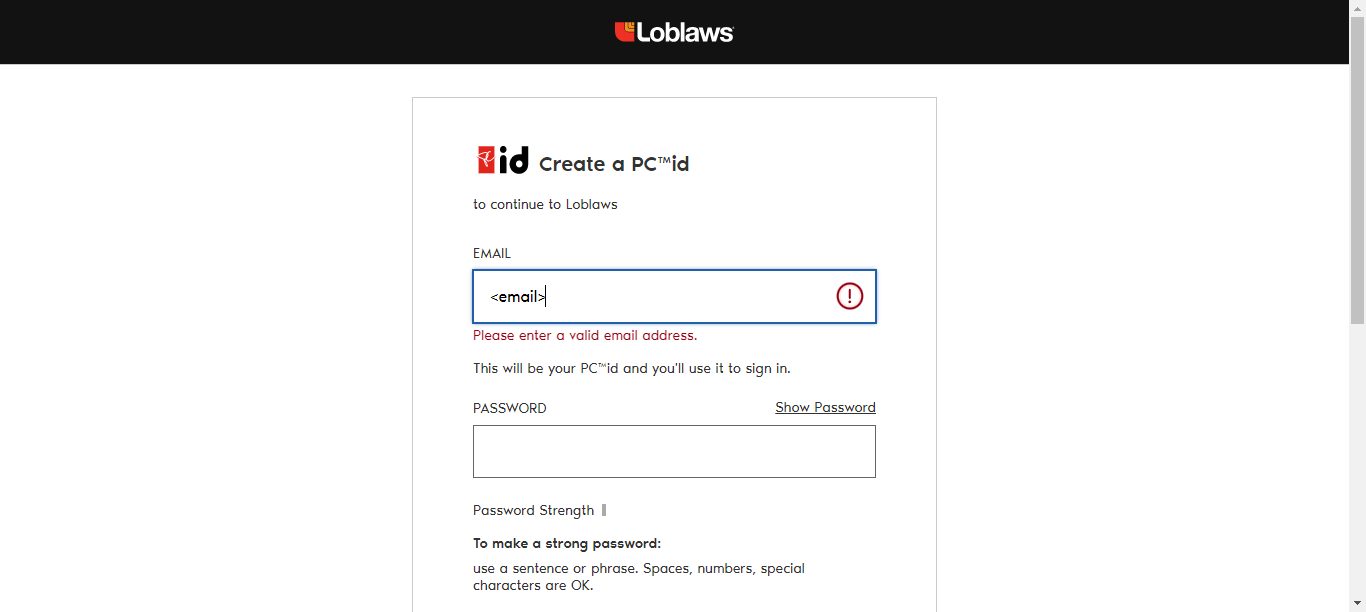 Loblaws
id Create a PC™id
to continue to Loblaws
EMAIL
<email>
Please enter a valid email address.
This will be your PC™id and you'll use it to sign in.
PASSWORD Show Password
Password Strength
To make a strong password:
use a sentence or phrase. Spaces, numbers, special
characters are OK.